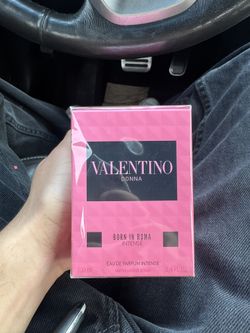 VALENTINO
DONNA
BORN IN ROMA
INTENSE
EAU DE PARFUM INTENSE